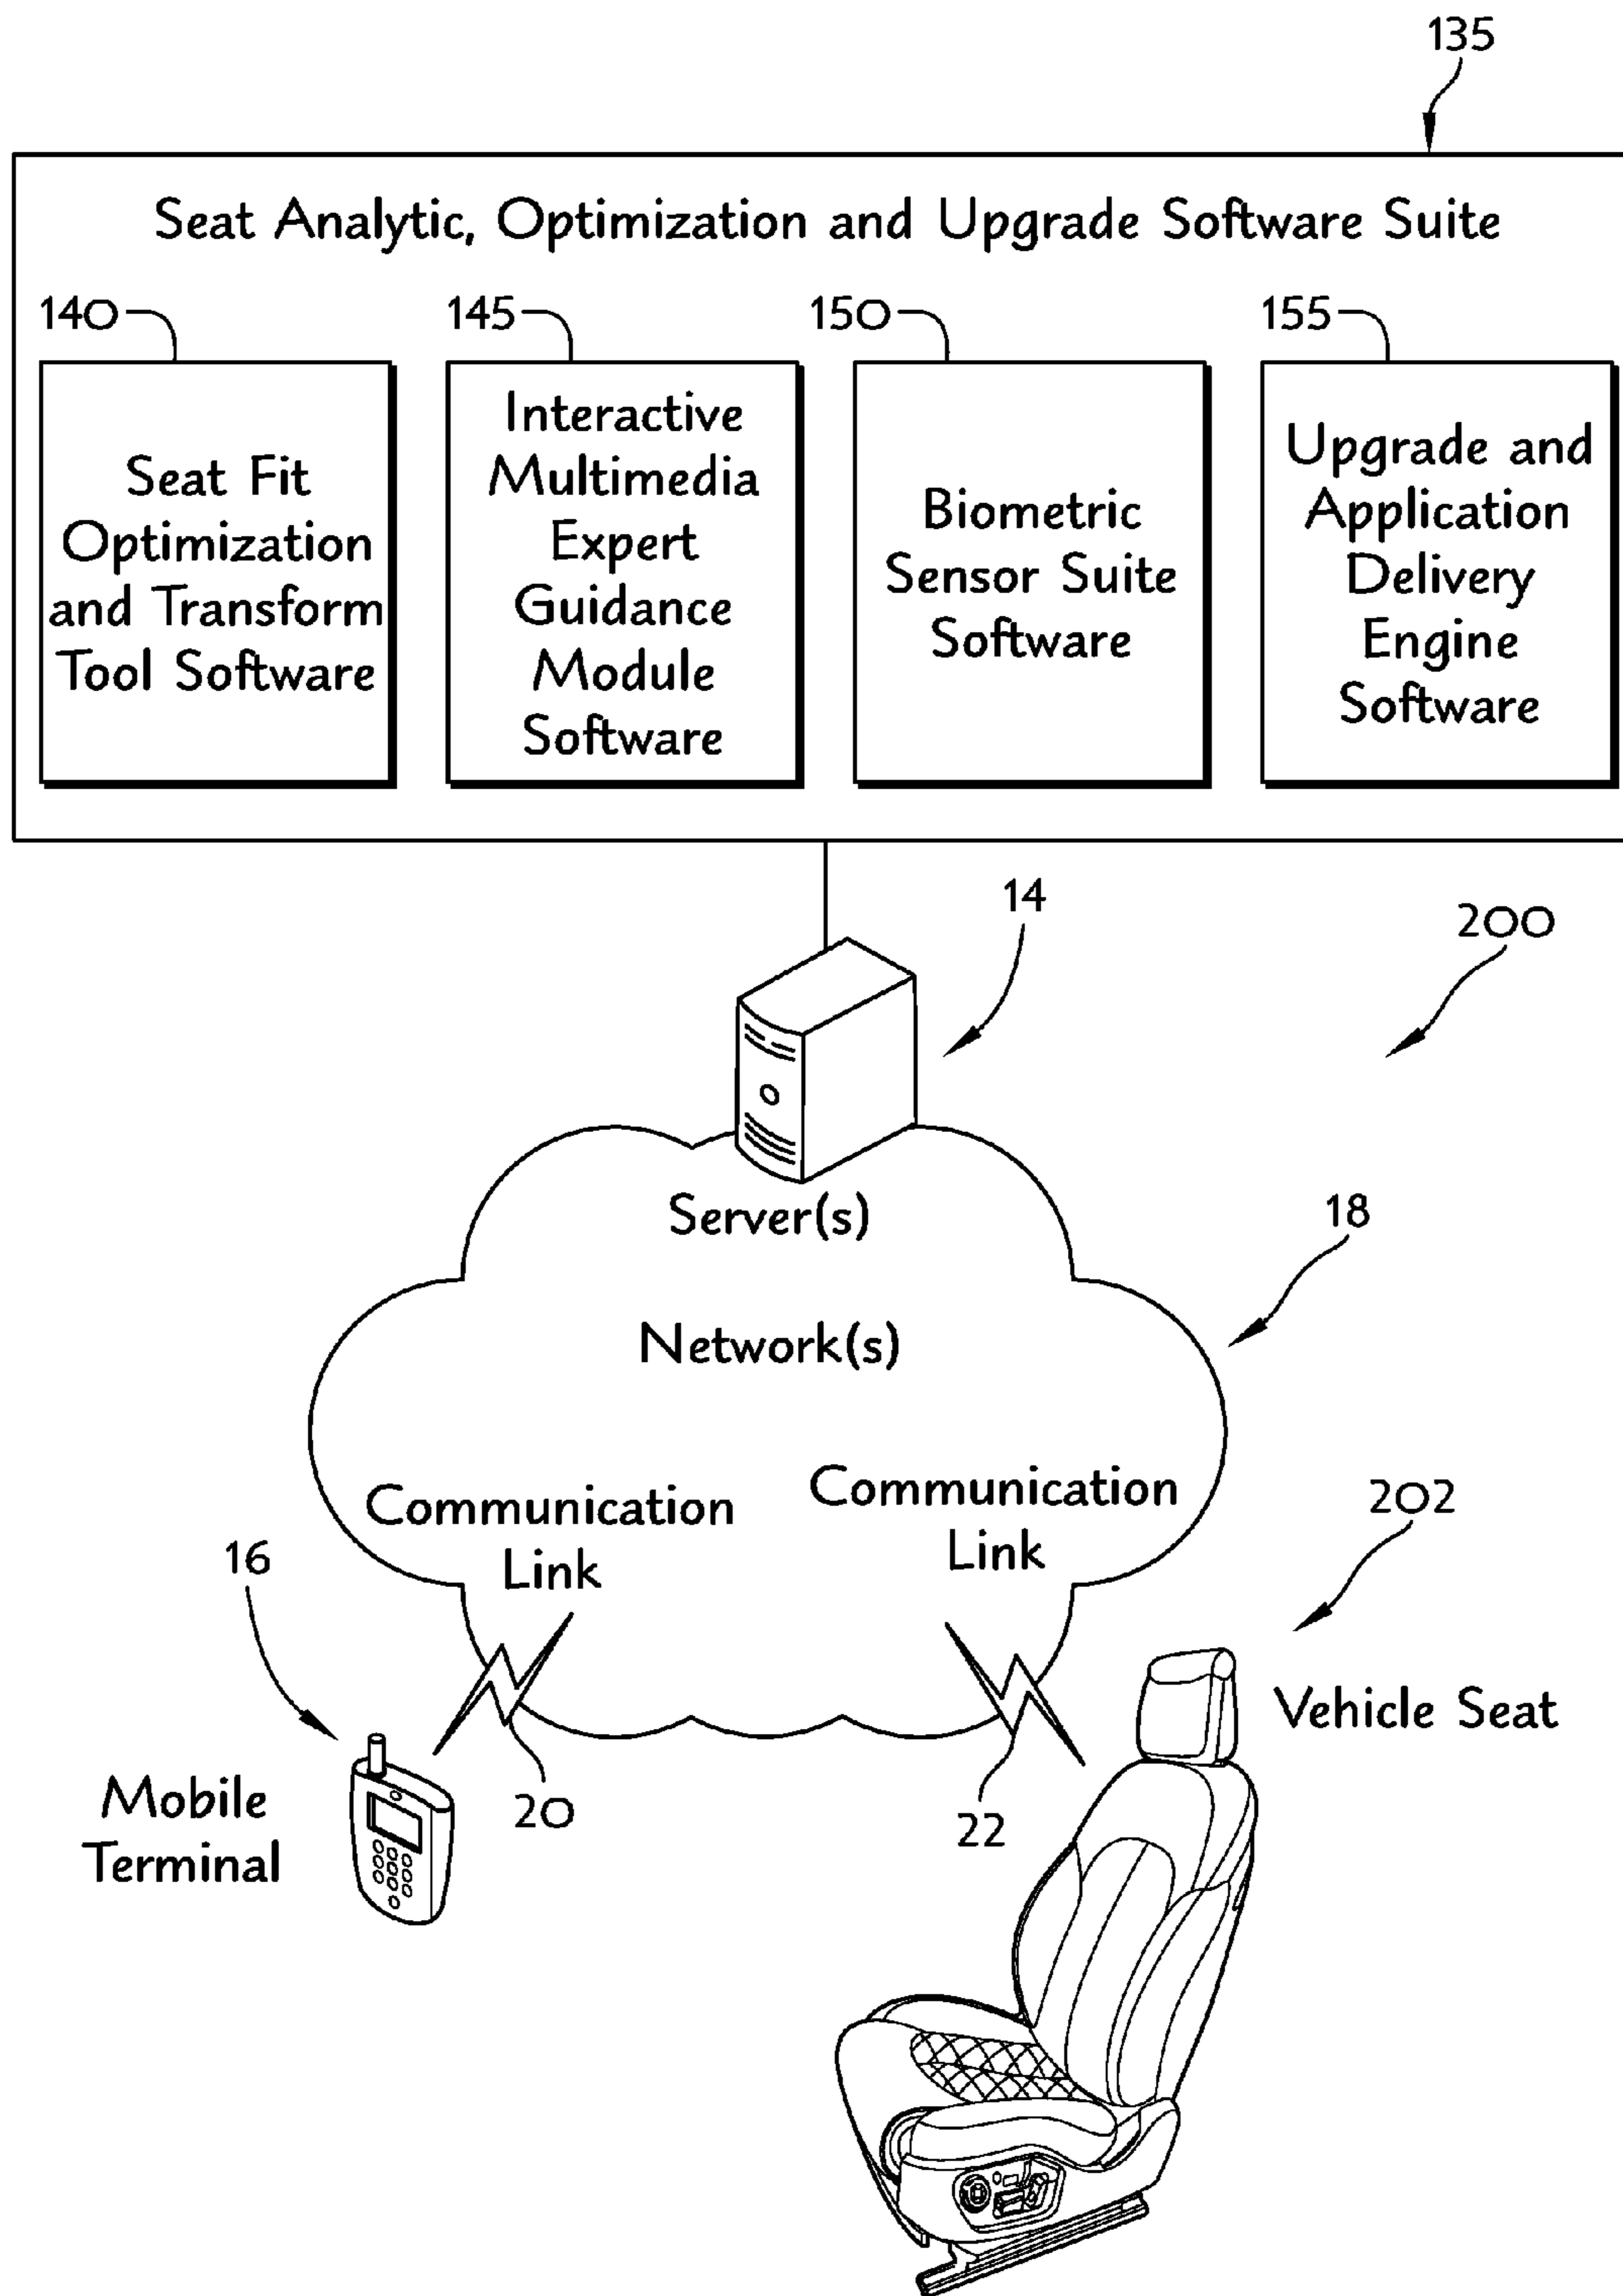 135
Seat Analytic, Optimization and Upgrade Software Suite
140
145
150
155
Seat Fit
Optimization
and Transform
Tool Software
Interactive
Multimedia
Expert
Guidance
Module
Software
Biometric
Sensor Suite
Software
Upgrade and
Application
Delivery
Engine
Software
14
200
Server(s)
18
Network(s)
Communication
Link
Communication
Link
202
16
Vehicle Seat
Mobile
Terminal
20
22